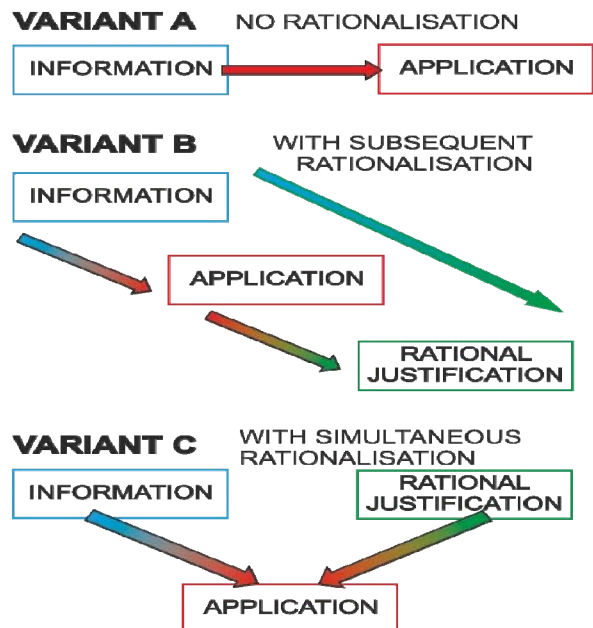 VARIANT A NO RATIONALISATION
INFORMATION APPLICATION
VARIANT B WITH SUBSEQUENT
RATIONALISATION
INFORMATION
APPLICATION
RATIONAL
JUSTIFICATION
VARIANT C WITH SIMULTANEOUS
RATIONALISATION
INFORMATION RATIONAL
JUSTIFICATION
APPLICATION